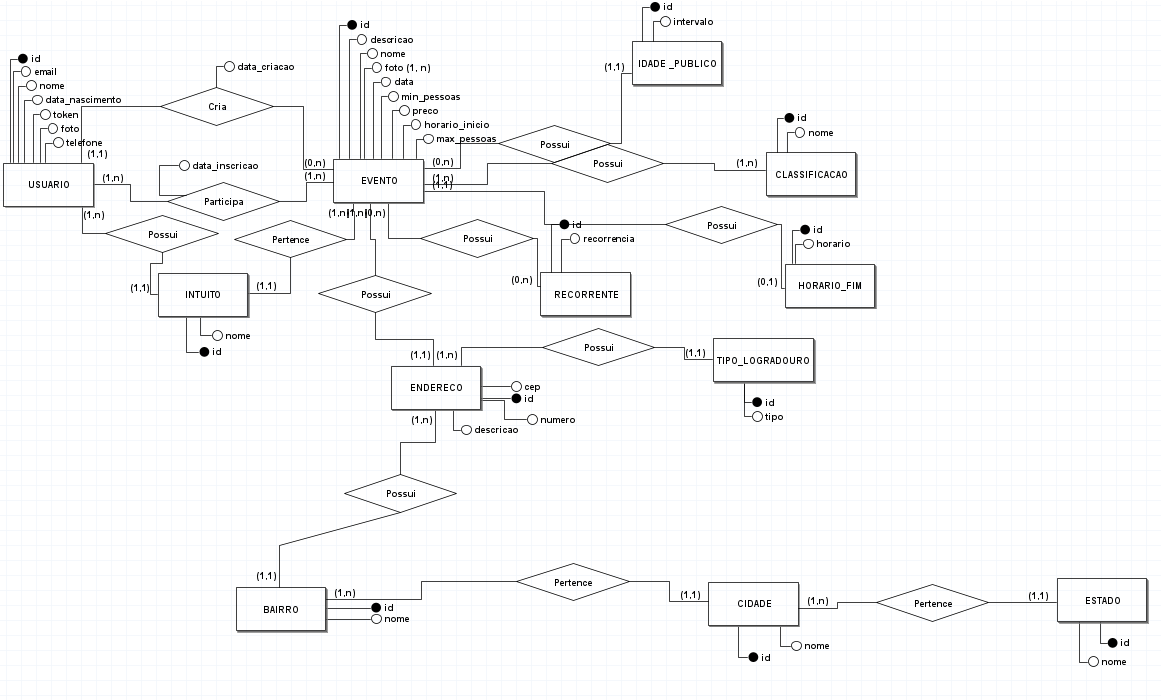 id
intervalo
IDADE _PUBLICO
(1,1)
id
descricao
nome
foto (1, n)
data
min_pessoas
preco
horario_inicio
max_pessoas
id
email
nome
data_nascimento
token
foto
telefone
(1,1)
data_criacao
Cria
(0,n)
(1,n)
EVENTO
(0,n)
(1,n)
(1,1)
Possui
Possui
(1,n)
id
nome
CLASSIFICACAO
USUARIO
(1,n)
data_inscricao
Participa
(1,n)
Possui
(1,1)
Pertence
(1,1)
INTUITO
nome
id
(1,n)
(1,n)
(0,n)
Possui
(0,n)
id
recorrencia
RECORRENTE
Possui
id
horario
(0,1)
HORARIO_FIM
Possui
(1,1)
(1,n)
Possui
(1,1)
TIPO_LOGRADOURO
id
tipo
ENDERECO
cep
id
numero
descricao
(1,n)
Possui
(1,1)
BAIRRO
(1,n)
id
nome
Pertence
(1,1)
CIDADE
(1,n)
nome
id
Pertence
(1,1)
ESTADO
id
nome